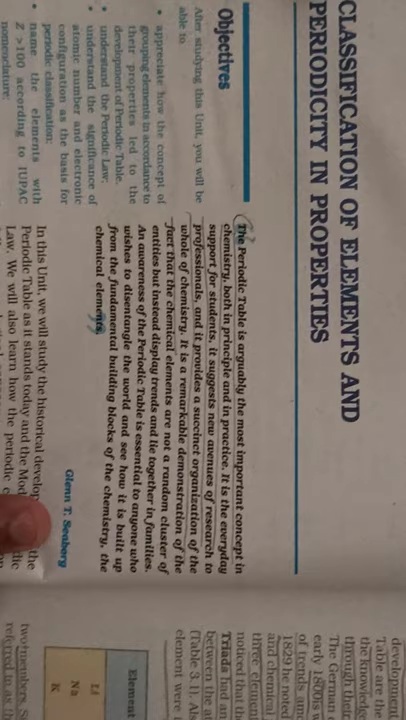 CLASSIFICATION OF ELEMENTS AND
PERIODICITY IN PROPERTIES
Objectives
After studying this Unit, you will be
able to
• appreciate how the concept of
grouping elements in accordance to
their properties led to the
development of Periodic Table.
• understand the Periodic Law;
• understand the significance of
atomic number and electronic
configuration as the basis for
periodic classification;
• name the elements with
Z >100 according to IUPAC
nomenclature;
The Periodic Table is arguably the most important concept in
chemistry, both in principle and in practice. It is the everyday
support for students, it suggests new avenues of research to
professionals, and it provides a succinct organization of the
whole of chemistry. It is a remarkable demonstration of the
fact that the chemical elements are not a random cluster of
entities but instead display trends and lie together in families.
An awareness of the Periodic Table is essential to anyone who
wishes to disentangle the world and see how it is built up
from the fundamental building blocks of the chemistry, the
chemical elements.
Glenn T. Seaborg
In this Unit, we will study the historical develop the
Periodic Table as it stands today and the Mod
Law. We will also learn how the periodic c
development
Table are the
the knowledge
through their
The German
early 1800's
of trends am
1829 he noted
and chemical
three elemen
noticed that th
Triads had an
between the a
(Table 3.1). Al
element were
Element
Li
Na
K
two members. S
referred to as th